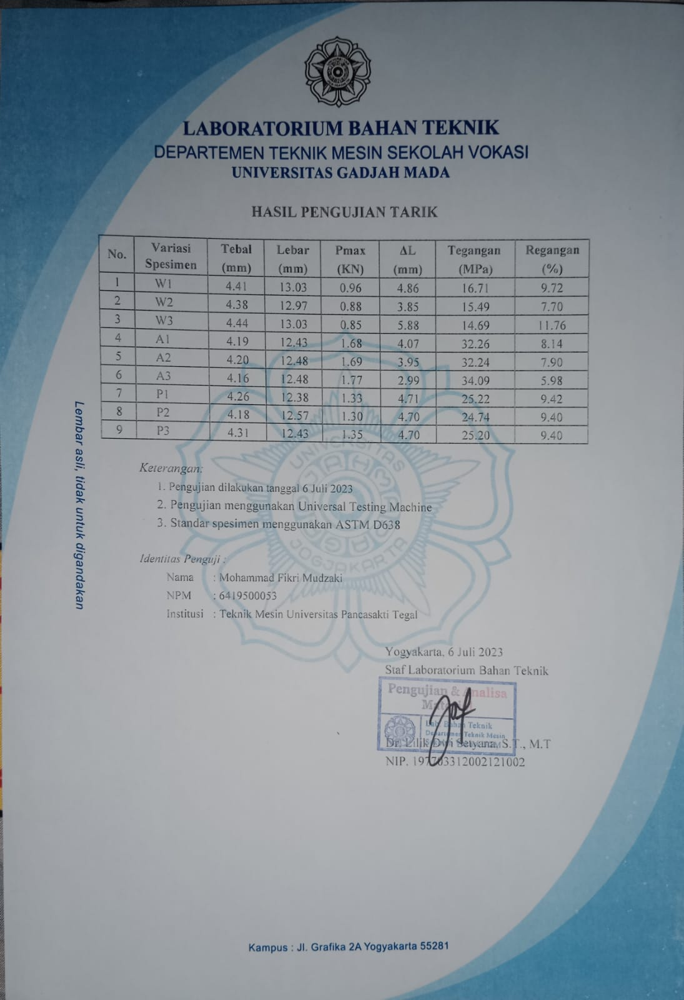 LABORATORIUM BAHAN TEKNIK
DEPARTEMEN TEKNIK MESIN SEKOLAH VOKASI
UNIVERSITAS GADJAH MADA
HASIL PENGUJIAN TARIK
No. Variasi Spesimen Tebal (mm) Lebar (mm) Pmax (KN) ΔL (mm) Tegangan (MPa) Regangan (%)
1 W1 4.41 13.03 0.96 4.86 16.71 9.72
2 W2 4.38 12.97 0.88 3.85 15.49 7.70
3 W3 4.44 13.03 0.85 5.88 14.69 11.76
4 A1 4.19 12.43 1.68 4.07 32.26 8.14
5 A2 4.20 12.48 1.69 3.95 32.24 7.90
6 A3 4.16 12.48 1.77 2.99 34.09 5.98
7 P1 4.26 12.38 1.33 4.71 25.22 9.42
8 P2 4.18 12.57 1.30 4.70 24.74 9.40
9 P3 4.31 12.43 1.35 4.70 25.20 9.40
Keterangan:
1. Pengujian dilakukan tanggal 6 Juli 2023
2. Pengujian menggunakan Universal Testing Machine
3. Standar spesimen menggunakan ASTM D638
Identitas Penguji :
Nama : Mohammad Fikri Mudzaki
NPM : 6419500053
Institusi : Teknik Mesin Universitas Pancasakti Tegal
Lembar asli, tidak untuk digandakan
UNIVERSITAS GADJAH MADA
JOGJAKARTA
Yogyakarta, 6 Juli 2023
Staf Laboratorium Bahan Teknik
Pengujian & Analisa
Lab. Bahan Teknik
Departemen Teknik Mesin
Dr. Lilik Dwi Setyana, S.T., M.T
NIP. 197703312002121002
Kampus : Jl. Grafika 2A Yogyakarta 55281